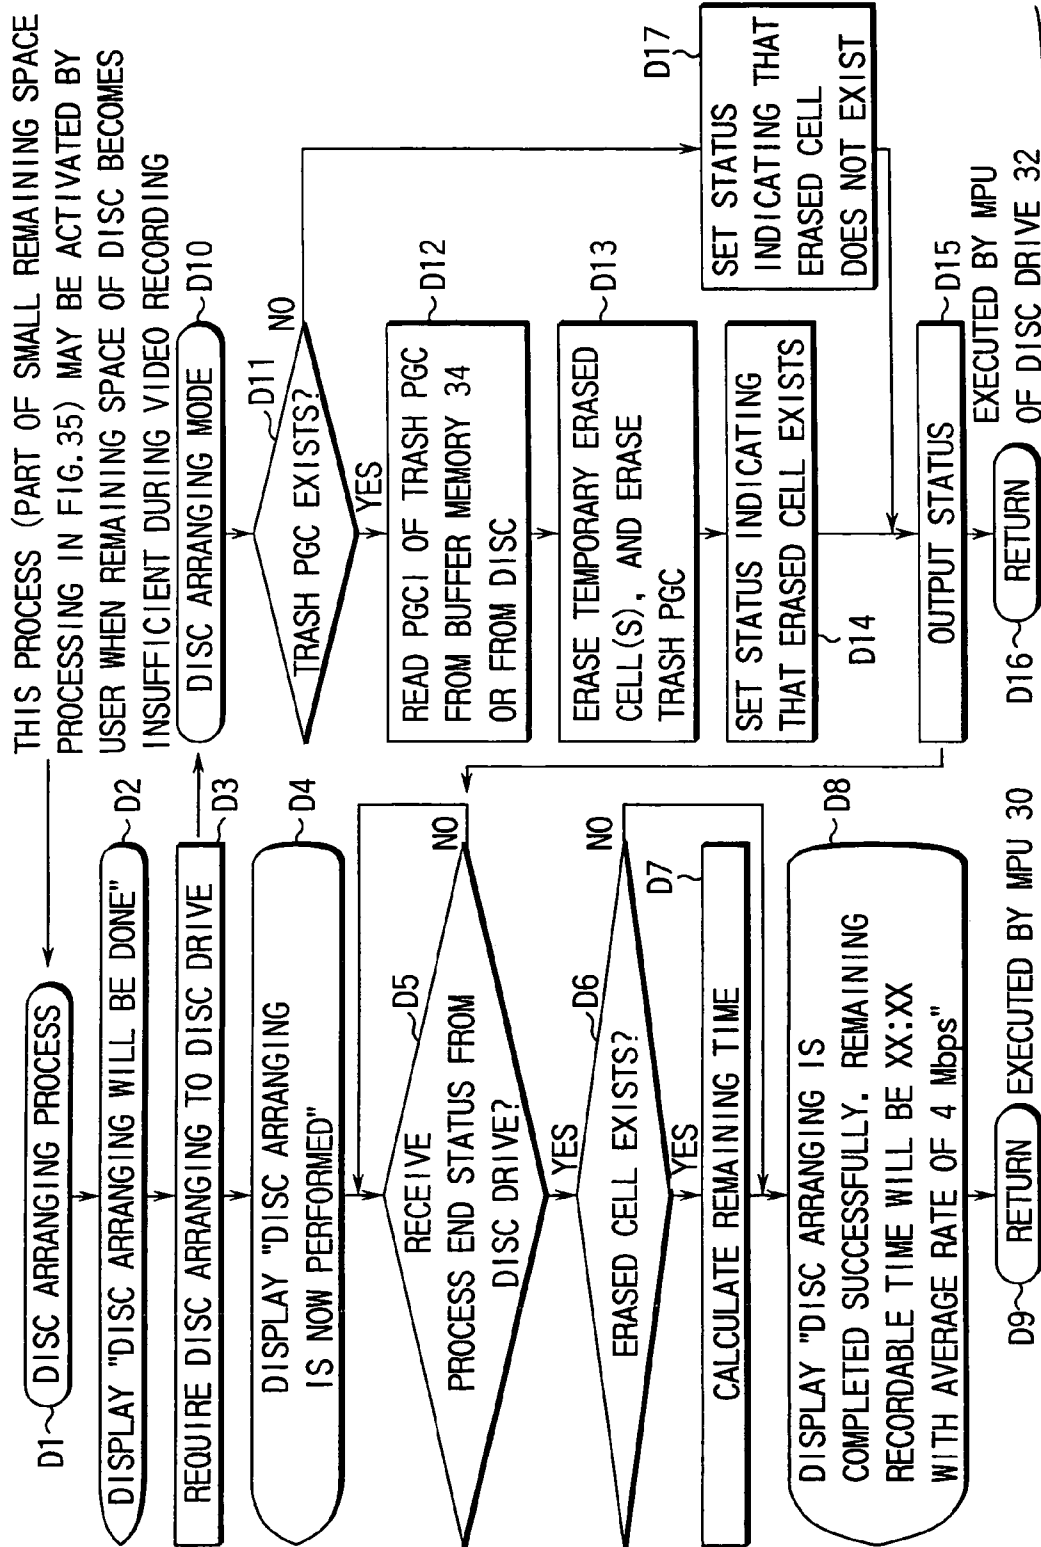 THIS PROCESS (PART OF SMALL REMAINING SPACE
PROCESSING IN FIG.35) MAY BE ACTIVATED BY
USER WHEN REMAINING SPACE OF DISC BECOMES
INSUFFICIENT DURING VIDEO RECORDING
D1
DISC ARRANGING PROCESS
D2
DISPLAY "DISC ARRANGING WILL BE DONE"
D3
REQUIRE DISC ARRANGING TO DISC DRIVE
D4
DISPLAY "DISC ARRANGING
IS NOW PERFORMED"
D5
RECEIVE
PROCESS END STATUS FROM
DISC DRIVE?
NO
YES
D6
ERASED CELL EXISTS?
NO
YES
D7
CALCULATE REMAINING TIME
D8
DISPLAY "DISC ARRANGING IS
COMPLETED SUCCESSFULLY. REMAINING
RECORDABLE TIME WILL BE XX:XX
WITH AVERAGE RATE OF 4 Mbps"
D9
RETURN
EXECUTED BY MPU 30
D10
DISC ARRANGING MODE
D11
TRASH PGC EXISTS?
NO
YES
D12
READ PGCI OF TRASH PGC
FROM BUFFER MEMORY 34
OR FROM DISC
D13
ERASE TEMPORARY ERASED
CELL(S), AND ERASE
TRASH PGC
SET STATUS INDICATING
THAT ERASED CELL EXISTS
D14
D17
SET STATUS
INDICATING THAT
ERASED CELL
DOES NOT EXIST
D15
OUTPUT STATUS
D16
RETURN
EXECUTED BY MPU
OF DISC DRIVE 32